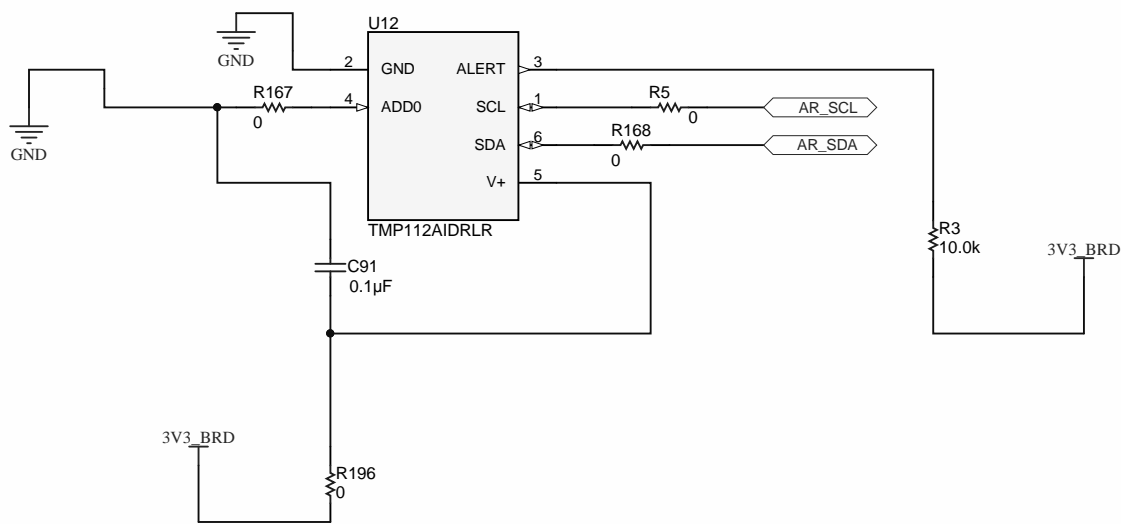 U12
GND
2
GND
ALERT
3
GND
R167
0
4
ADD0
SCL
1
R5
0
AR_SCL
SDA
6
R168
0
AR_SDA
V+
5
TMP112AIDRLR
R3
10.0k
3V3_BRD
C91
0.1µF
3V3_BRD
R196
0